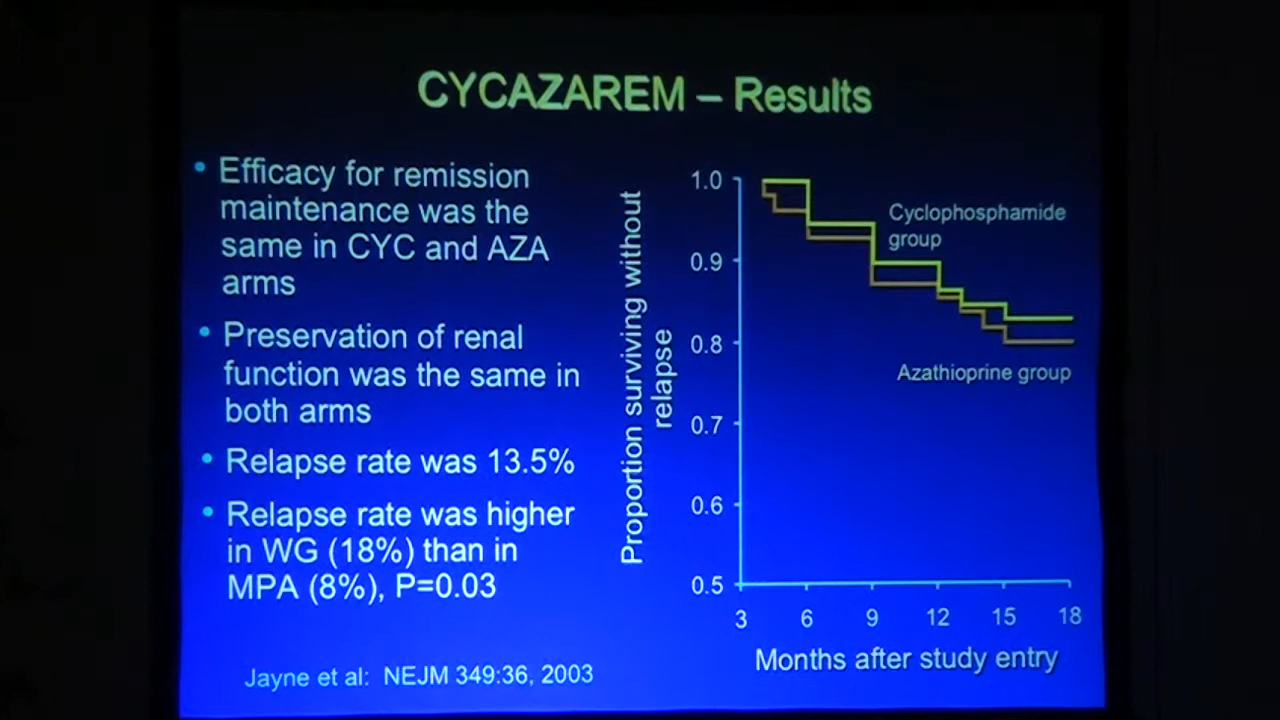 CYCAZAREM – Results
• Efficacy for remission
maintenance was the
same in CYC and AZA
arms
• Preservation of renal
function was the same in
both arms
• Relapse rate was 13.5%
• Relapse rate was higher
in WG (18%) than in
MPA (8%), P=0.03
Jayne et al: NEJM 349:36, 2003
Proportion surviving without
relapse
1.0
0.9
0.8
0.7
0.6
0.5
Cyclophosphamide
group
Azathioprine group
3 6 9 12 15 18
Months after study entry